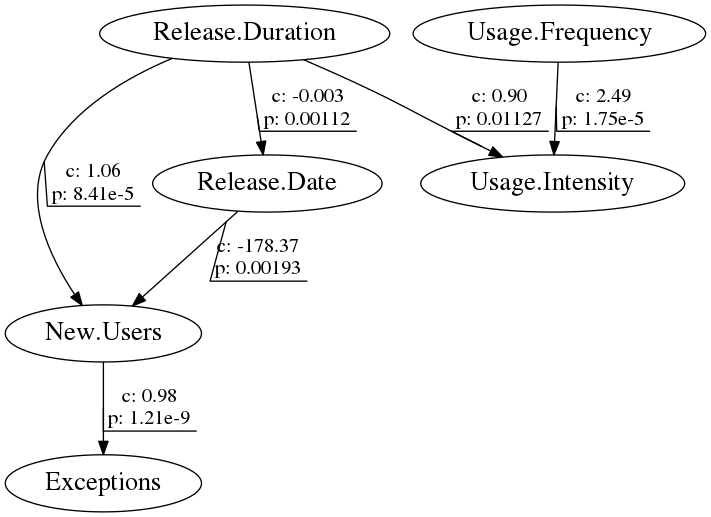 Release.Duration
Usage.Frequency
c: -0.003
p: 0.00112
c: 0.90
p: 0.01127
c: 2.49
p: 1.75e-5
c: 1.06
p: 8.41e-5
Release.Date
Usage.Intensity
c: -178.37
p: 0.00193
New.Users
c: 0.98
p: 1.21e-9
Exceptions